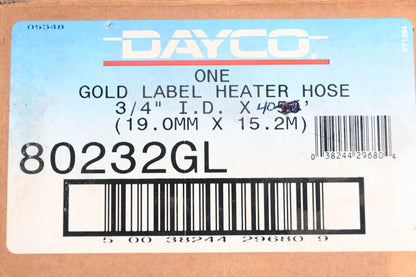 05348
DAYCO
ONE
GOLD LABEL HEATER HOSE
3/4" I.D. X 40'
(19.0MM X 15.2M)
80232GL
0 38244 29680 4
5 00 38244 29680 9